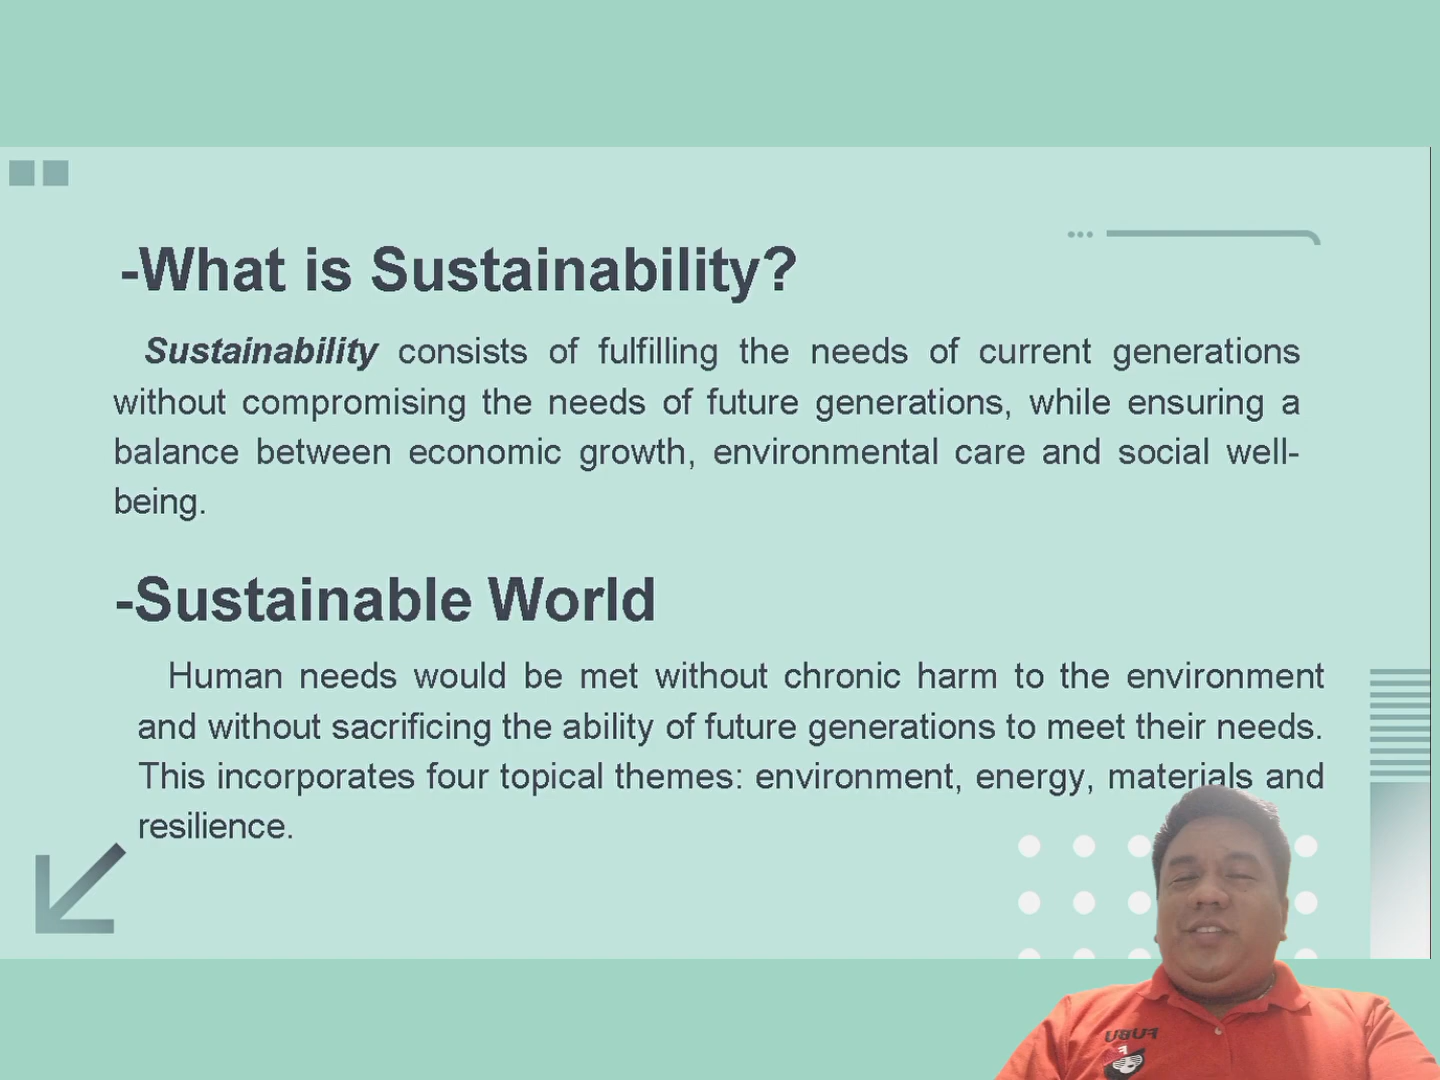 -What is Sustainability?
Sustainability consists of fulfilling the needs of current generations
without compromising the needs of future generations, while ensuring a
balance between economic growth, environmental care and social well-
being.
-Sustainable World
Human needs would be met without chronic harm to the environment
and without sacrificing the ability of future generations to meet their needs.
This incorporates four topical themes: environment, energy, materials and
resilience.
FUBU